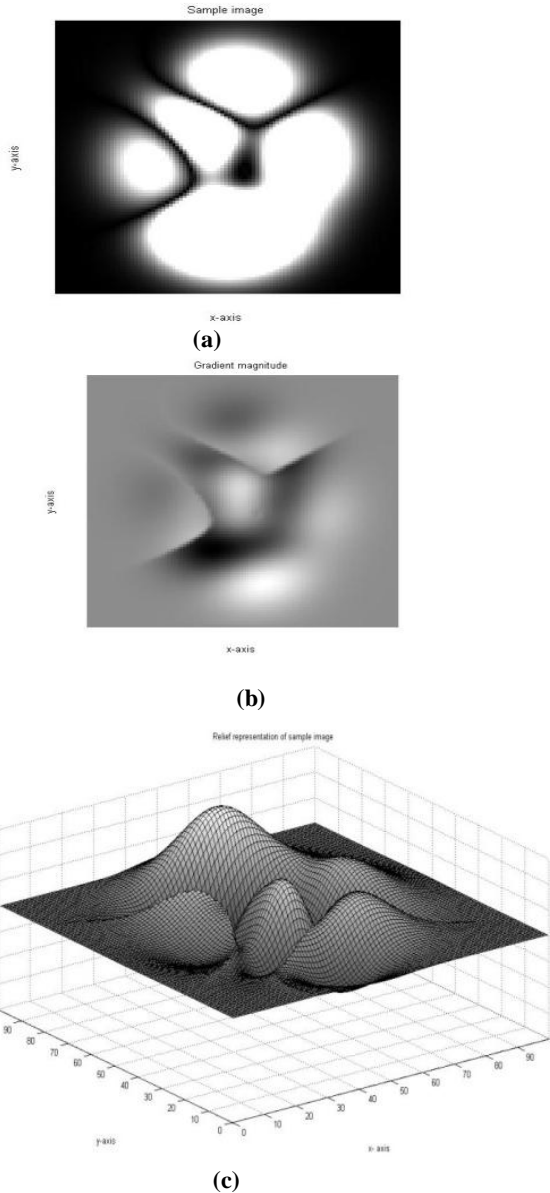 Sample image
y-axis
x-axis
(a)
Gradient magnitude
y-axis
x-axis
(b)
Relief representation of sample image
90
80
70
60
50
40
30
20
10
0
0
10
20
30
40
50
60
70
80
90
y-axis
x- axis
(c)